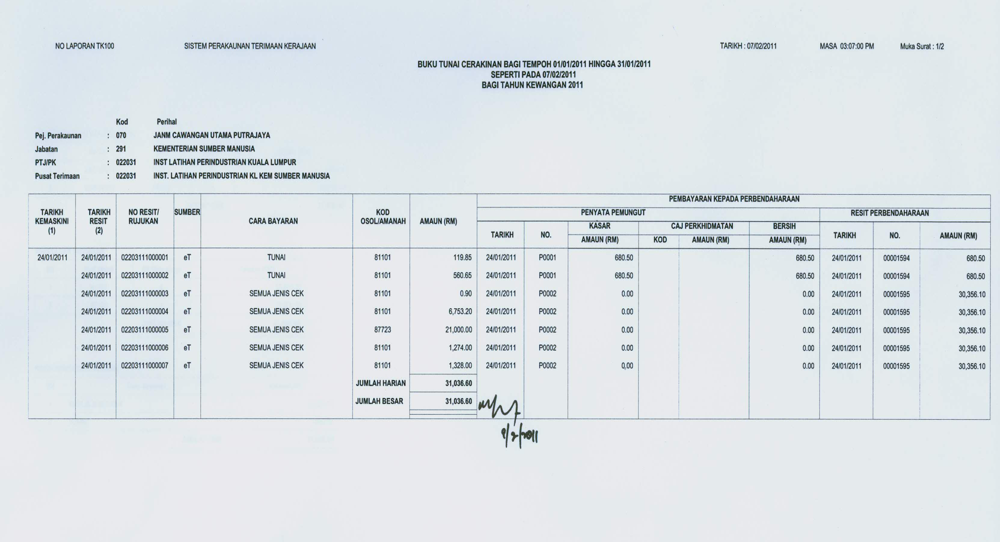 NO LAPORAN TK100 SISTEM PERAKAUNAN TERIMAAN KERAJAAN TARIKH : 07/02/2011 MASA 03:07:00 PM Muka Surat : 1/2
BUKU TUNAI CERAKINAN BAGI TEMPOH 01/01/2011 HINGGA 31/01/2011
SEPERTI PADA 07/02/2011
BAGI TAHUN KEWANGAN 2011
Kod Perihal
Pej. Perakaunan : 070 JANM CAWANGAN UTAMA PUTRAJAYA
Jabatan : 291 KEMENTERIAN SUMBER MANUSIA
PTJ/PK : 022031 INST LATIHAN PERINDUSTRIAN KUALA LUMPUR
Pusat Terimaan : 022031 INST. LATIHAN PERINDUSTRIAN KL KEM SUMBER MANUSIA
PEMBAYARAN KEPADA PERBENDAHARAAN
TARIKH TARIKH NO RESIT/ SUMBER KOD PENYATA PEMUNGUT RESIT PERBENDAHARAAN
KEMASKINI RESIT RUJUKAN CARA BAYARAN OSOL/AMANAH AMAUN (RM) KASAR CAJ PERKHIDMATAN BERSIH
(1) (2) TARIKH NO. TARIKH NO. AMAUN (RM)
AMAUN (RM) KOD AMAUN (RM) AMAUN (RM)
24/01/2011 24/01/2011 02203111000001 eT TUNAI 81101 119.85 24/01/2011 P0001 680.50 680.50 24/01/2011 00001594 680.50
24/01/2011 02203111000002 eT TUNAI 81101 560.65 24/01/2011 P0001 680.50 680.50 24/01/2011 00001594 680.50
24/01/2011 02203111000003 eT SEMUA JENIS CEK 81101 0.90 24/01/2011 P0002 0.00 0.00 24/01/2011 00001595 30,356.10
24/01/2011 02203111000004 eT SEMUA JENIS CEK 81101 6,753.20 24/01/2011 P0002 0.00 0.00 24/01/2011 00001595 30,356.10
24/01/2011 02203111000005 eT SEMUA JENIS CEK 87723 21,000.00 24/01/2011 P0002 0.00 0.00 24/01/2011 00001595 30,356.10
24/01/2011 02203111000006 eT SEMUA JENIS CEK 81101 1,274.00 24/01/2011 P0002 0.00 0.00 24/01/2011 00001595 30,356.10
24/01/2011 02203111000007 eT SEMUA JENIS CEK 81101 1,328.00 24/01/2011 P0002 0.00 0.00 24/01/2011 00001595 30,356.10
JUMLAH HARIAN 31,036.60
JUMLAH BESAR 31,036.60
9/2/2011